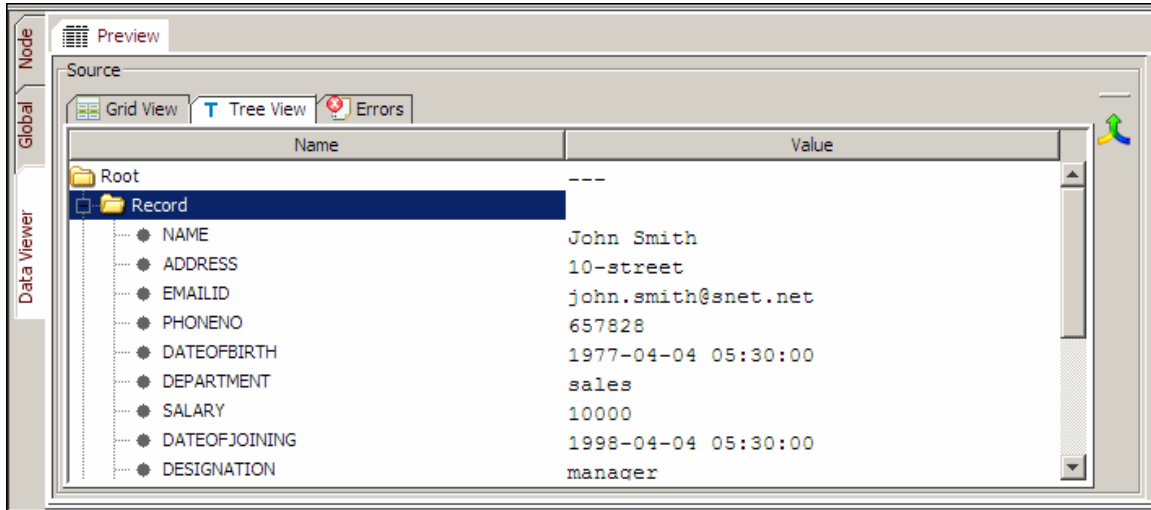 Node
Global
Data Viewer
Preview
Source
Grid View T Tree View Errors
Name Value
Root ---
Record
NAME John Smith
ADDRESS 10-street
EMAILID john.smith@snet.net
PHONENO 657828
DATEOFBIRTH 1977-04-04 05:30:00
DEPARTMENT sales
SALARY 10000
DATEOFJOINING 1998-04-04 05:30:00
DESIGNATION manager